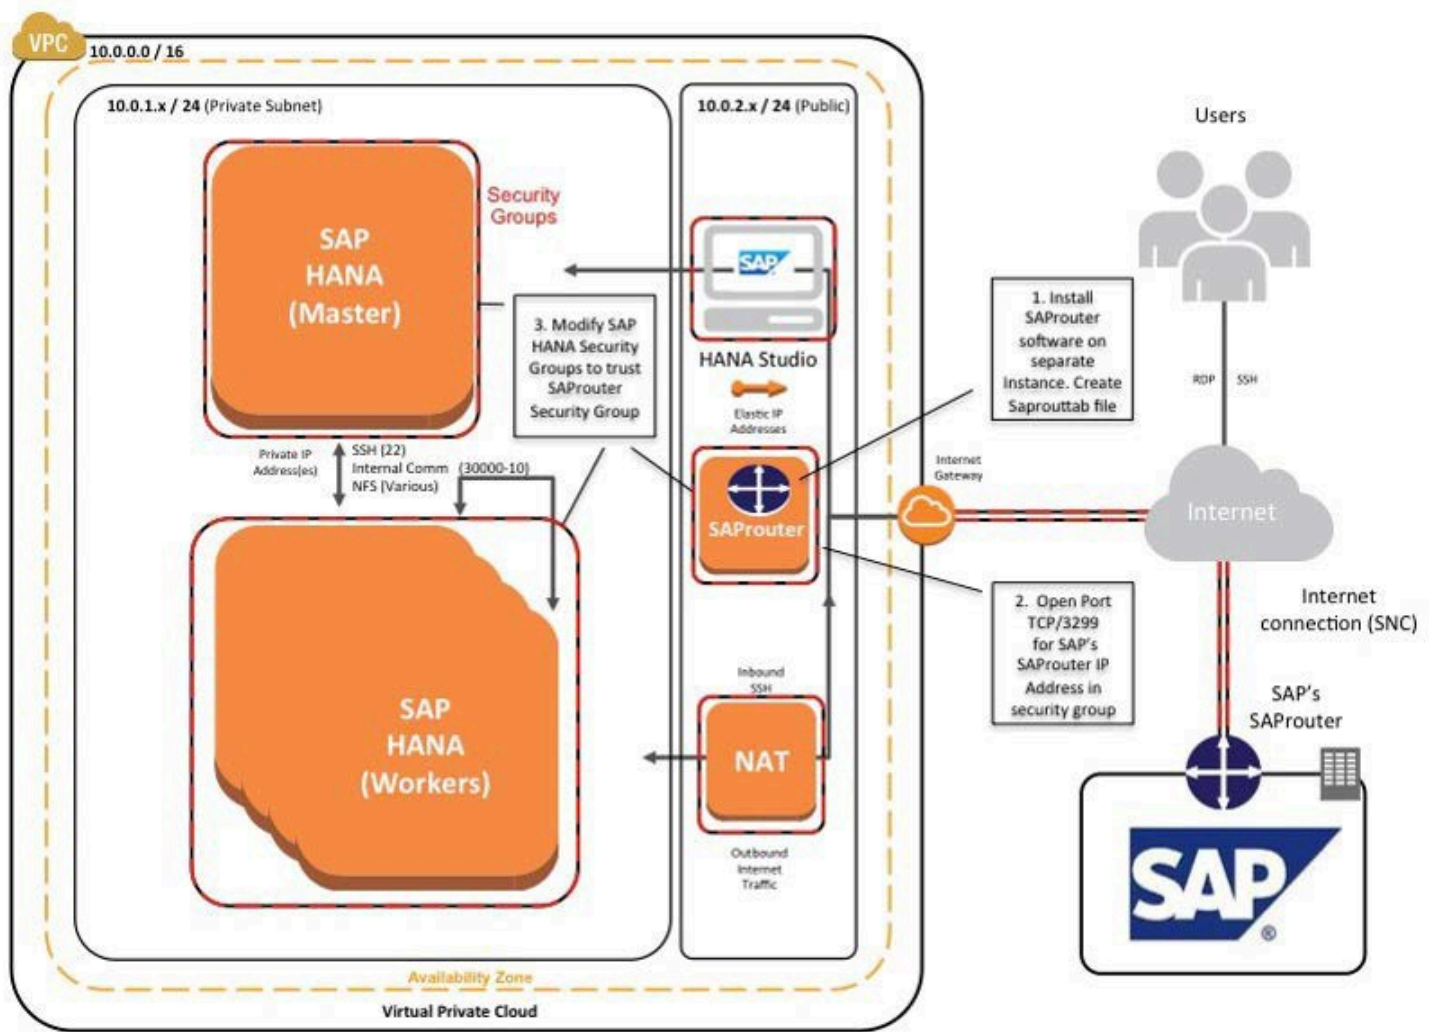 VPC
10.0.0.0 / 16
10.0.1.x / 24 (Private Subnet)
10.0.2.x / 24 (Public)
SAP
HANA
(Master)
Security
Groups
3. Modify SAP
HANA Security
Groups to trust
SAProuter
Security Group
Private IP
Address(es)
SSH (22)
Internal Comm (30000-10)
NFS (Various)
SAP
HANA
(Workers)
SAP
HANA Studio
Elastic IP
Addresses
SAProuter
Inbound
SSH
NAT
Outbound
Internet
Traffic
Availability Zone
Virtual Private Cloud
Internet
Gateway
1. Install
SAProuter
software on
separate
Instance. Create
Saprouttab file
2. Open Port
TCP/3299
for SAP's
SAProuter IP
Address in
security group
Users
RDP SSH
Internet
Internet
connection (SNC)
SAP's
SAProuter
SAP
®